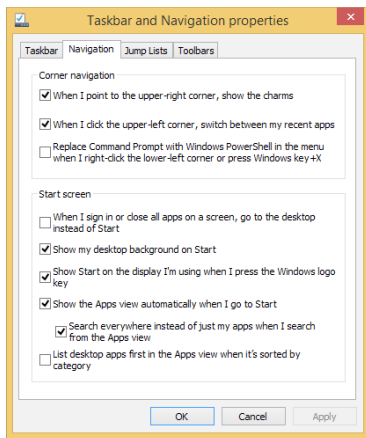 Taskbar and Navigation properties
Taskbar Navigation Jump Lists Toolbars
Corner navigation
When I point to the upper-right corner, show the charms
When I click the upper-left corner, switch between my recent apps
Replace Command Prompt with Windows PowerShell in the menu
when I right-click the lower-left corner or press Windows key+X
Start screen
When I sign in or close all apps on a screen, go to the desktop
instead of Start
Show my desktop background on Start
Show Start on the display I'm using when I press the Windows logo
key
Show the Apps view automatically when I go to Start
Search everywhere instead of just my apps when I search
from the Apps view
List desktop apps first in the Apps view when it's sorted by
category
OK Cancel Apply